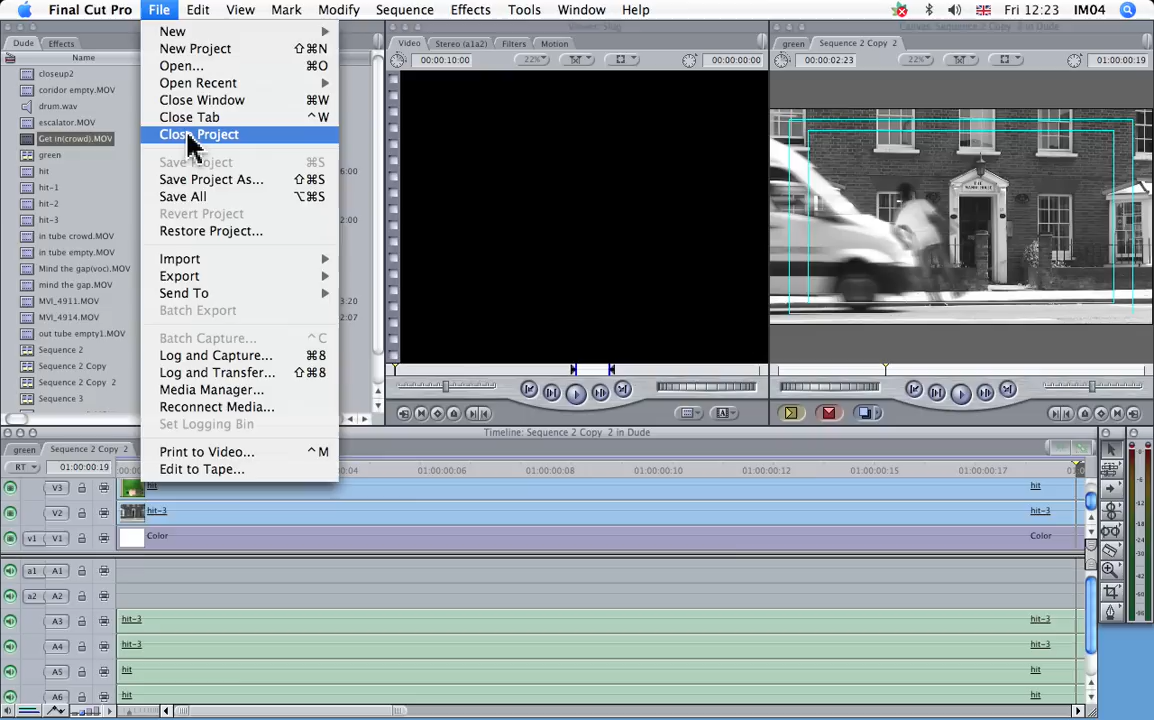 Final Cut Pro File Edit View Mark Modify Sequence Effects Tools Window Help Fri 12:23 IM04
Dude Effects
Name
closeup2
coridor empty.MOV
drum.wav
escalator.MOV
Get in(crowd).MOV
green
hit
hit-1
hit-2
hit-3
in tube crowd.MOV
in tube empty.MOV
Mind the gap(voc).MOV
mind the gap.MOV
MVI_4911.MOV
MVI_4914.MOV
out tube empty1.MOV
Sequence 2
Sequence 2 Copy
Sequence 2 Copy 2
Sequence 3
New
New Project ⇧⌘N
Open... ⌘O
Open Recent
Close Window ⌘W
Close Tab ^W
Close Project
Save Project ⌘S
Save Project As... ⇧⌘S
Save All ⌥⌘S
Revert Project
Restore Project...
Import
Export
Send To
Batch Export
Batch Capture... ^C
Log and Capture... ⌘8
Log and Transfer... ⇧⌘8
Media Manager...
Reconnect Media...
Set Logging Bin
Print to Video... ^M
Edit to Tape...
6:00
2:00
3:20
2:07
Viewer: Slug
Video Stereo (a1a2) Filters Motion
00:00:10:00 22% 00:00:00:00
Canvas: Sequence 2 Copy 2 in Dude
green Sequence 2 Copy 2
00:00:02:23 22% 01:00:00:19
Timeline: Sequence 2 Copy 2 in Dude
green Sequence 2 Copy 2
RT 01:00:00:19 01:00:00:06 01:00:00:08 01:00:00:10 01:00:00:12 01:00:00:13 01:00:00:15 01:00:00:17
V3 hit hit
V2 hit-3 hit-3
v1 V1 Color Color
a1 A1
a2 A2
A3 hit-3 hit-3
A4 hit-3 hit-3
A5 hit hit
A6 hit hit